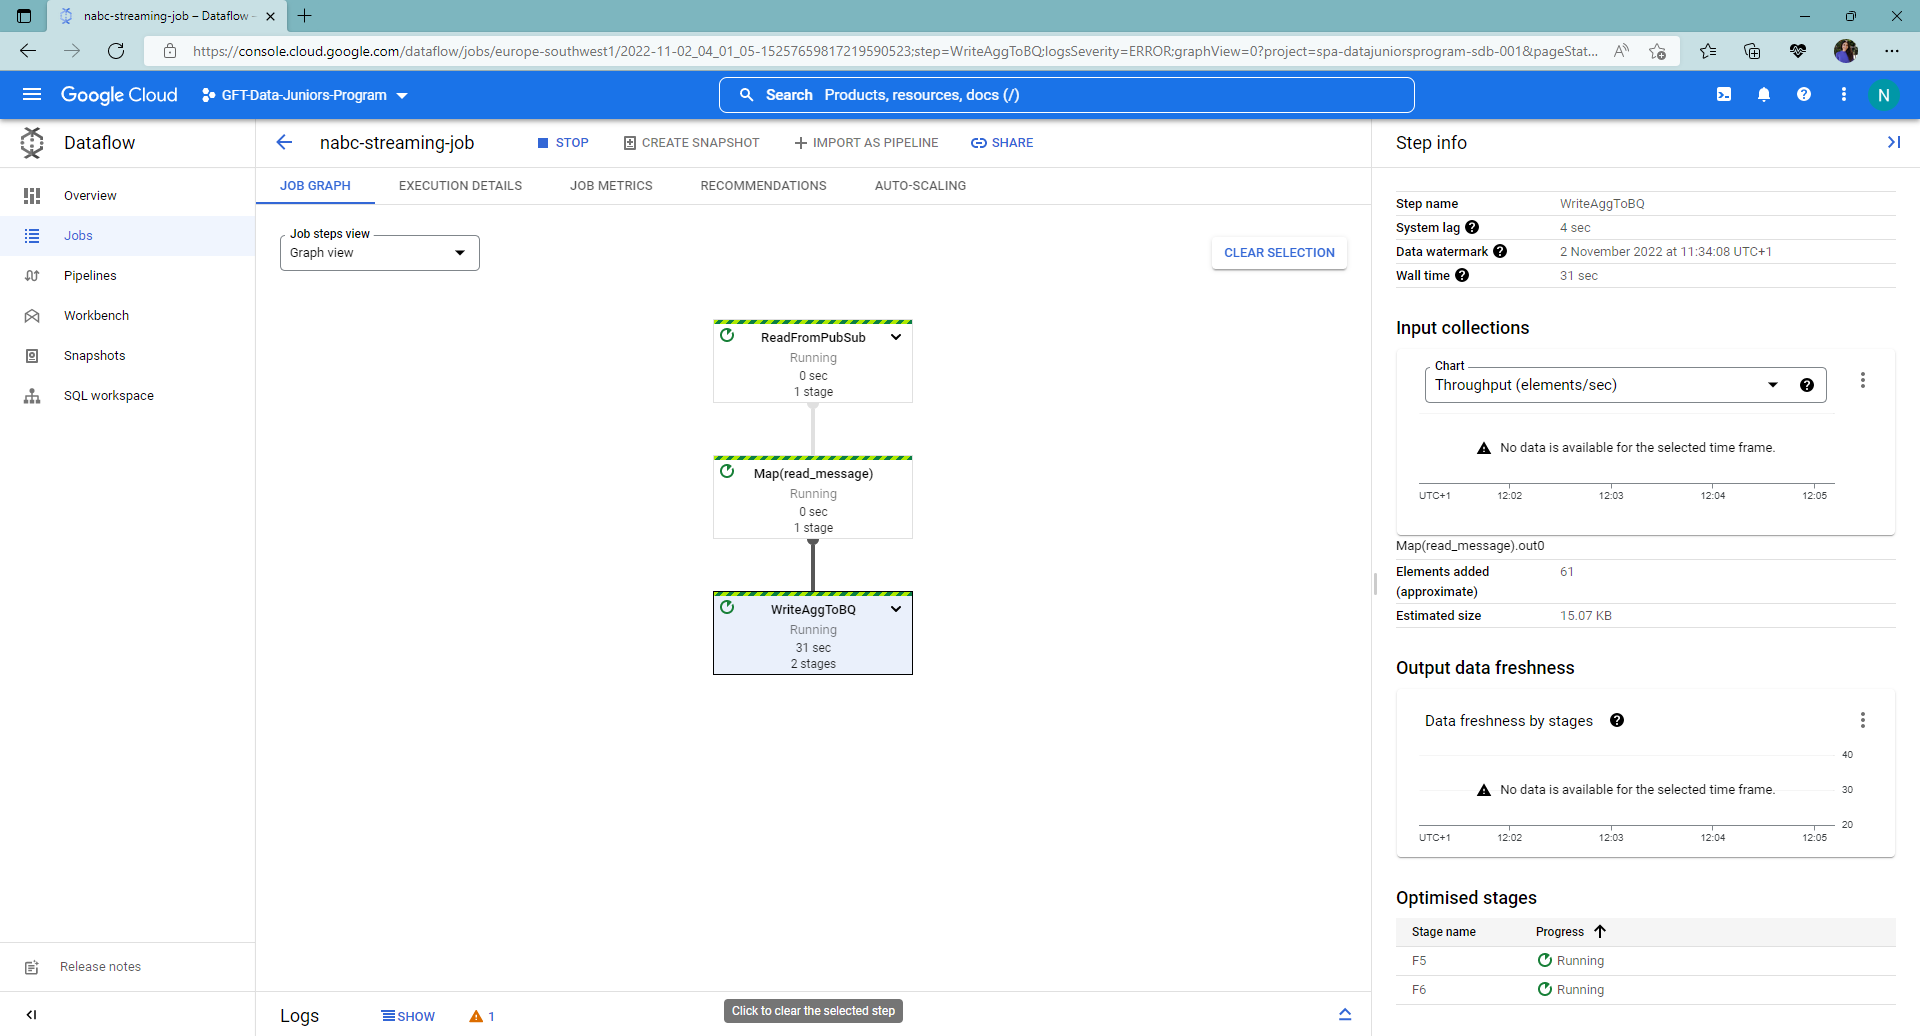 nabc-streaming-job – Dataflow -
https://console.cloud.google.com/dataflow/jobs/europe-southwest1/2022-11-02_04_01_05-15257659817219590523;step=WriteAggToBQ;logsSeverity=ERROR;graphView=0?project=spa-datajuniorsprogram-sdb-001&pageStat...
Google Cloud
GFT-Data-Juniors-Program
Search Products, resources, docs (/)
N
Dataflow
Overview
Jobs
Pipelines
Workbench
Snapshots
SQL workspace
Release notes
nabc-streaming-job
STOP
CREATE SNAPSHOT
IMPORT AS PIPELINE
SHARE
JOB GRAPH
EXECUTION DETAILS
JOB METRICS
RECOMMENDATIONS
AUTO-SCALING
Job steps view
Graph view
CLEAR SELECTION
ReadFromPubSub
Running
0 sec
1 stage
Map(read_message)
Running
0 sec
1 stage
WriteAggToBQ
Running
31 sec
2 stages
Logs
SHOW
1
Click to clear the selected step
Step info
Step name WriteAggToBQ
System lag 4 sec
Data watermark 2 November 2022 at 11:34:08 UTC+1
Wall time 31 sec
Input collections
Chart
Throughput (elements/sec)
No data is available for the selected time frame.
UTC+1 12:02 12:03 12:04 12:05
Map(read_message).out0
Elements added 61
(approximate)
Estimated size 15.07 KB
Output data freshness
Data freshness by stages
40
No data is available for the selected time frame. 30
20
UTC+1 12:02 12:03 12:04 12:05
Optimised stages
Stage name Progress
F5 Running
F6 Running